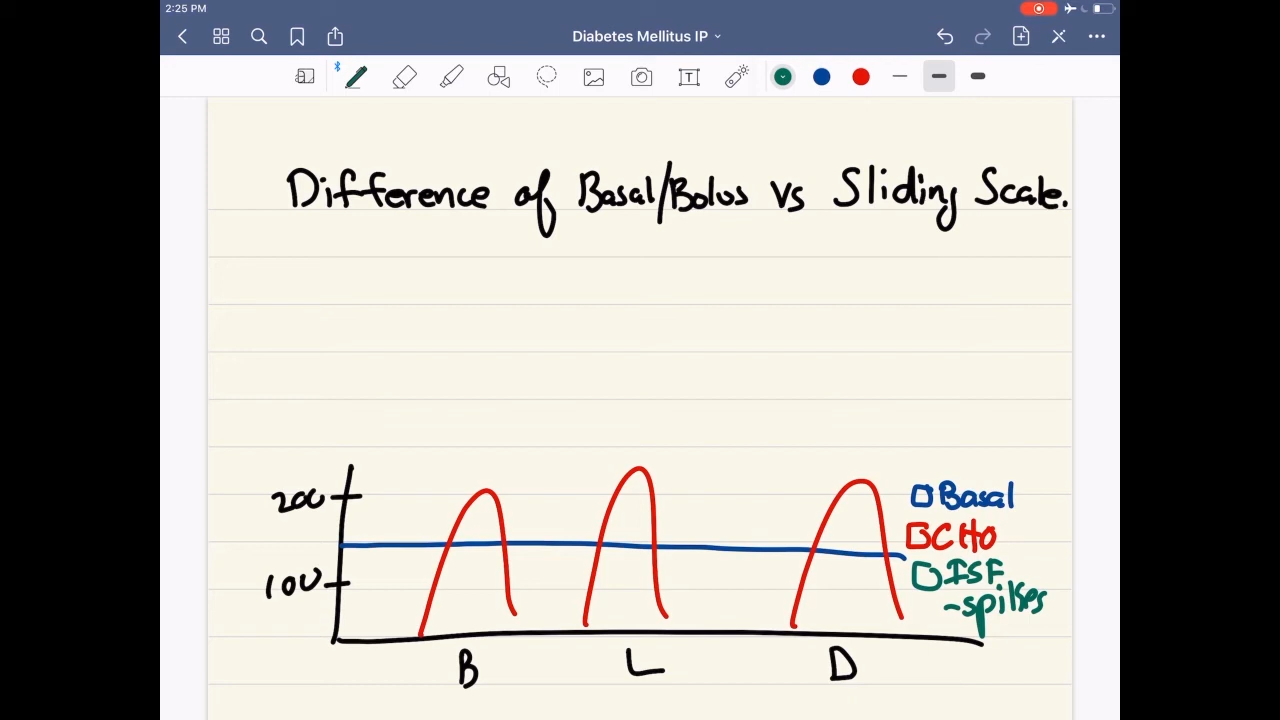 2:25 PM
Diabetes Mellitus IP
T
Difference of Basal/Bolus vs Sliding Scale.
200
100
Basal
CHO
ISF
-spikes
B L D